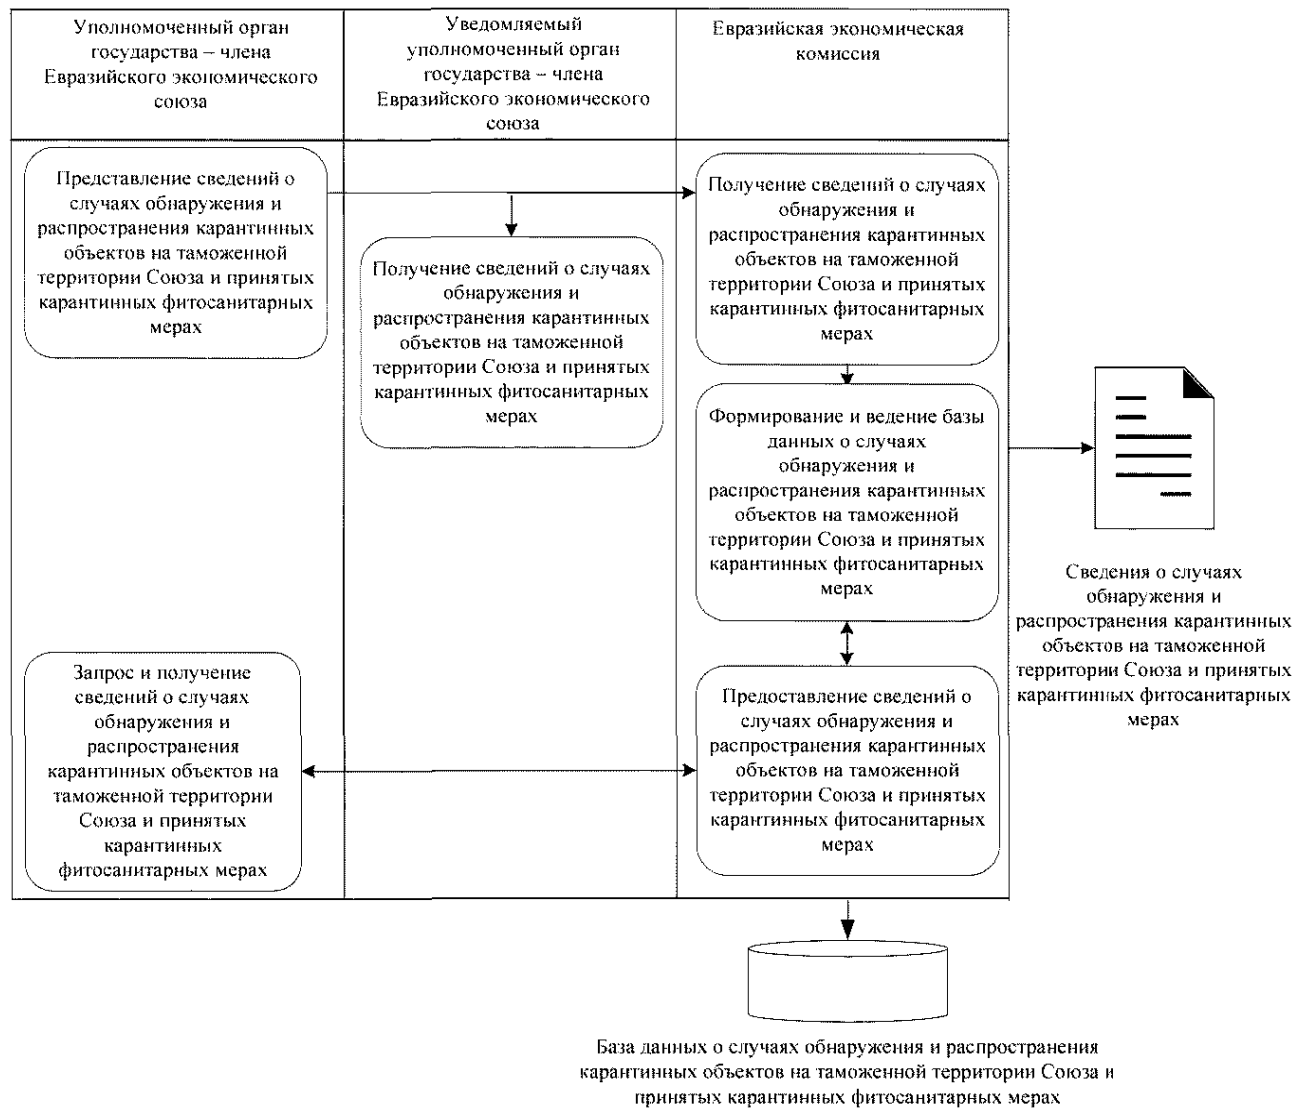 Уполномоченный орган
государства – члена
Евразийского экономического
союза
Уведомляемый
уполномоченный орган
государства – члена
Евразийского экономического
союза
Евразийская экономическая
комиссия
Представление сведений о
случаях обнаружения и
распространения карантинных
объектов на таможенной
территории Союза и принятых
карантинных фитосанитарных
мерах
Получение сведений о случаях
обнаружения и
распространения карантинных
объектов на таможенной
территории Союза и принятых
карантинных фитосанитарных
мерах
Получение сведений о случаях
обнаружения и
распространения карантинных
объектов на таможенной
территории Союза и принятых
карантинных фитосанитарных
мерах
Формирование и ведение базы
данных о случаях
обнаружения и
распространения карантинных
объектов на таможенной
территории Союза и принятых
карантинных фитосанитарных
мерах
Сведения о случаях
обнаружения и
распространения карантинных
объектов на таможенной
территории Союза и принятых
карантинных фитосанитарных
мерах
Запрос и получение
сведений о случаях
обнаружения и
распространения
карантинных объектов на
таможенной территории
Союза и принятых
карантинных
фитосанитарных мерах
Предоставление сведений о
случаях обнаружения и
распространения карантинных
объектов на таможенной
территории Союза и принятых
карантинных фитосанитарных
мерах
База данных о случаях обнаружения и распространения
карантинных объектов на таможенной территории Союза и
принятых карантинных фитосанитарных мерах